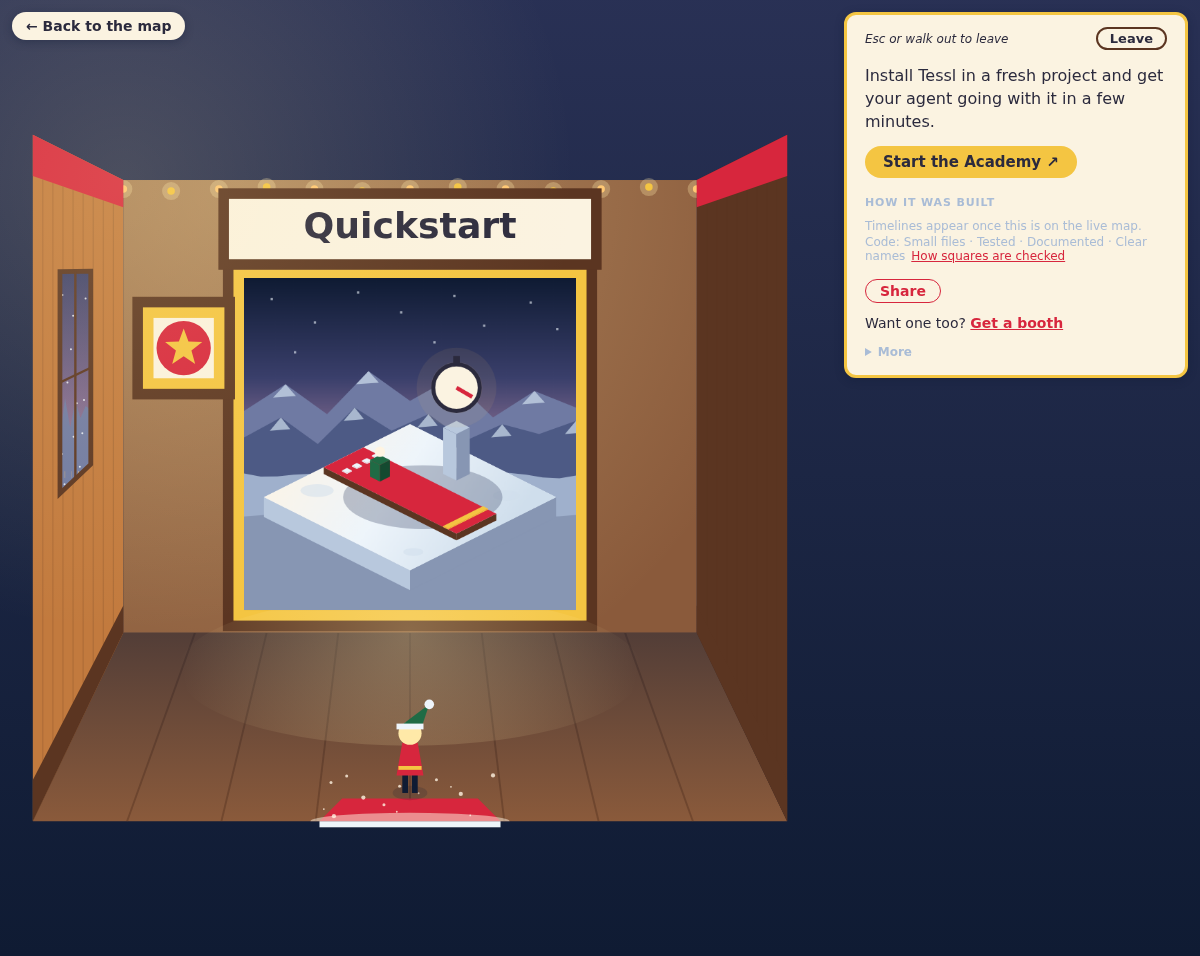 ← Back to the map
Esc or walk out to leave
Leave
Install Tessl in a fresh project and get
your agent going with it in a few
minutes.
Start the Academy ↗
HOW IT WAS BUILT
Timelines appear once this is on the live map.
Code: Small files · Tested · Documented · Clear
names How squares are checked
Share
Want one too? Get a booth
More
Quickstart